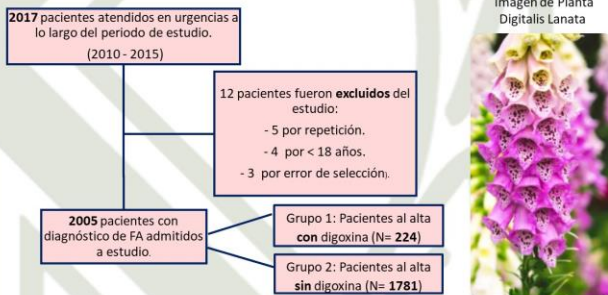 2017 pacientes atendidos en urgencias a
lo largo del periodo de estudio.
(2010 - 2015)
Imagen de Planta
Digitalis Lanata
12 pacientes fueron excluidos del
estudio:
- 5 por repetición.
- 4 por < 18 años.
- 3 por error de selección).
2005 pacientes con
diagnóstico de FA admitidos
a estudio.
Grupo 1: Pacientes al alta
con digoxina (N= 224)
Grupo 2: Pacientes al alta
sin digoxina (N= 1781)